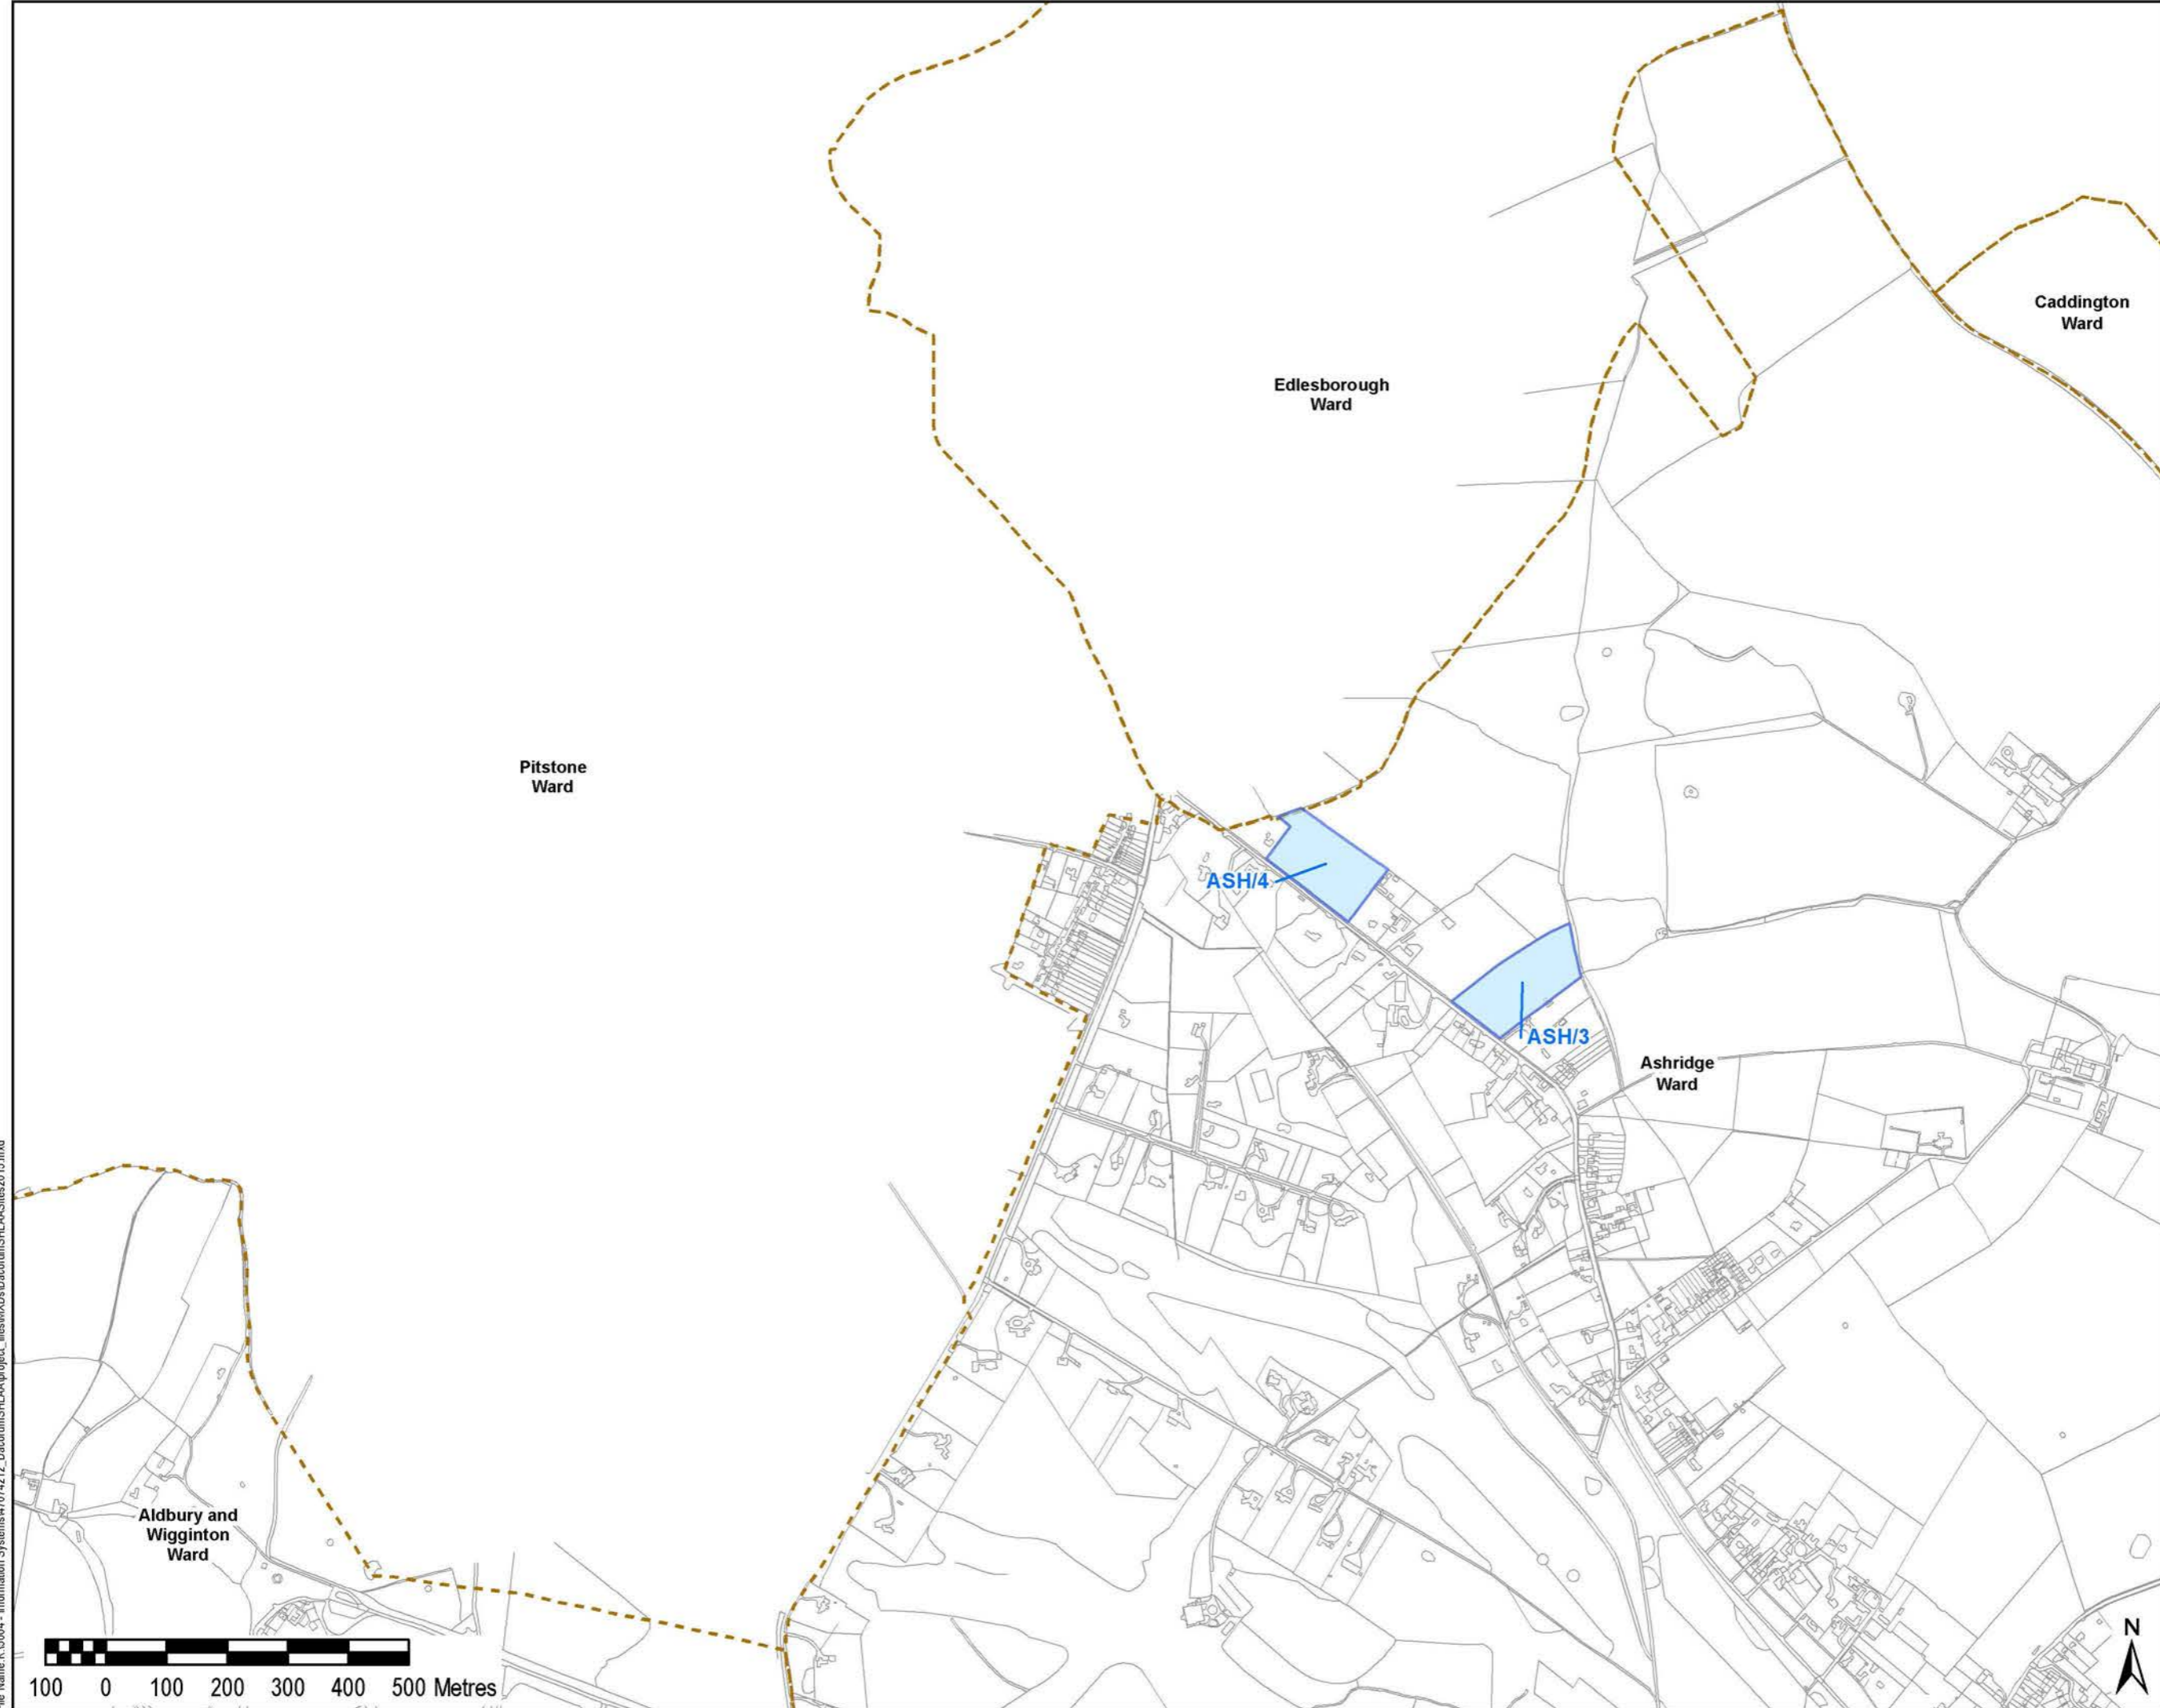 Caddington
Ward
Edlesborough
Ward
Pitstone
Ward
ASH/4
ASH/3
Ashridge
Ward
Aldbury and
Wigginton
Ward
N
100 0 100 200 300 400 500 Metres